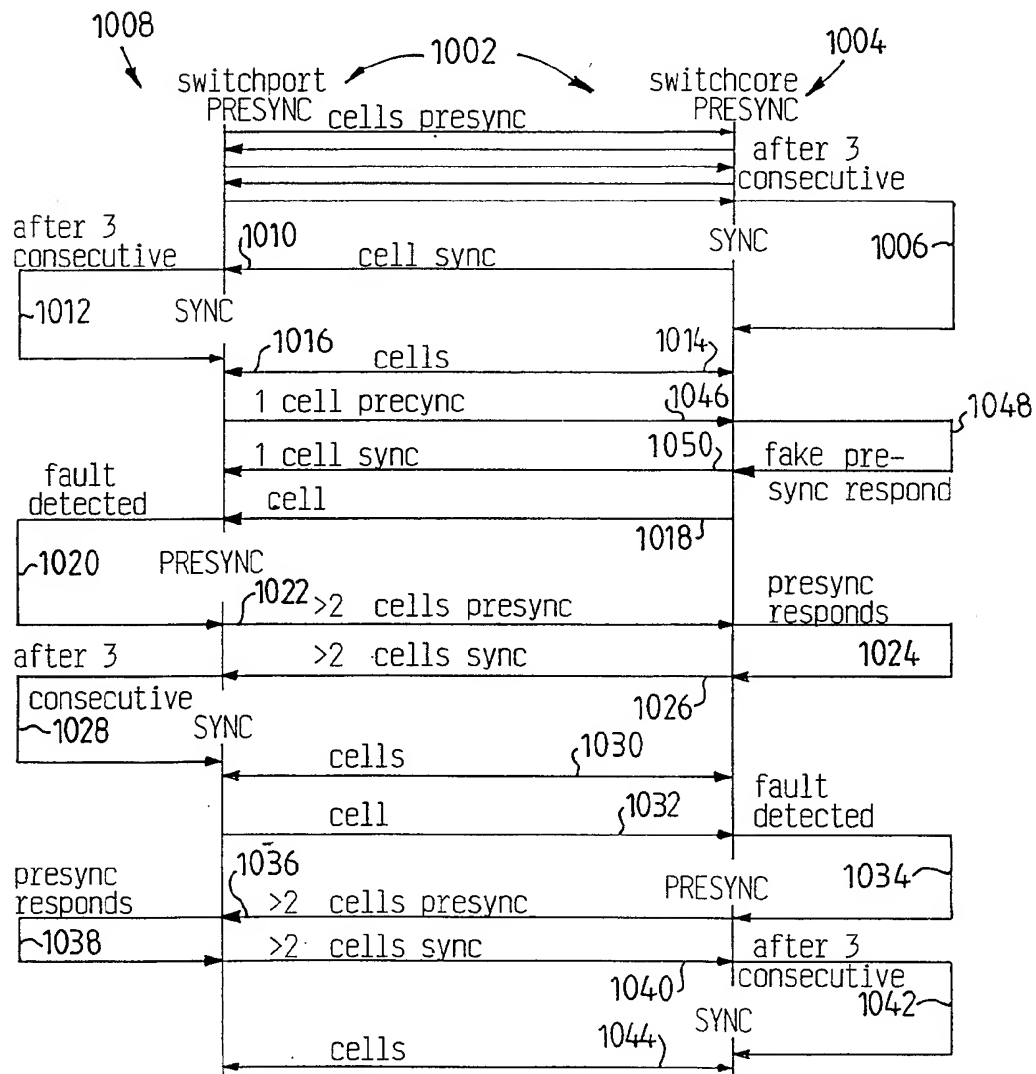 1008
1002
1004
switchport
PRESYNC
switchcore
PRESYNC
cells presync
after 3
consecutive
after 3
consecutive
1010
cell sync
SYNC
1006
1012
SYNC
1016
cells
1014
1 cell precync
1046
1048
1 cell sync
1050
fake pre-
sync respond
fault
detected
cell
1018
1020
PRESYNC
1022
>2 cells presync
presync
responds
after 3
consecutive
>2 cells sync
1024
1026
1028
SYNC
cells
1030
cell
1032
fault
detected
1036
1034
presync
responds
>2 cells presync
PRESYNC
1038
>2 cells sync
1040
after 3
consecutive
1042
SYNC
cells
1044